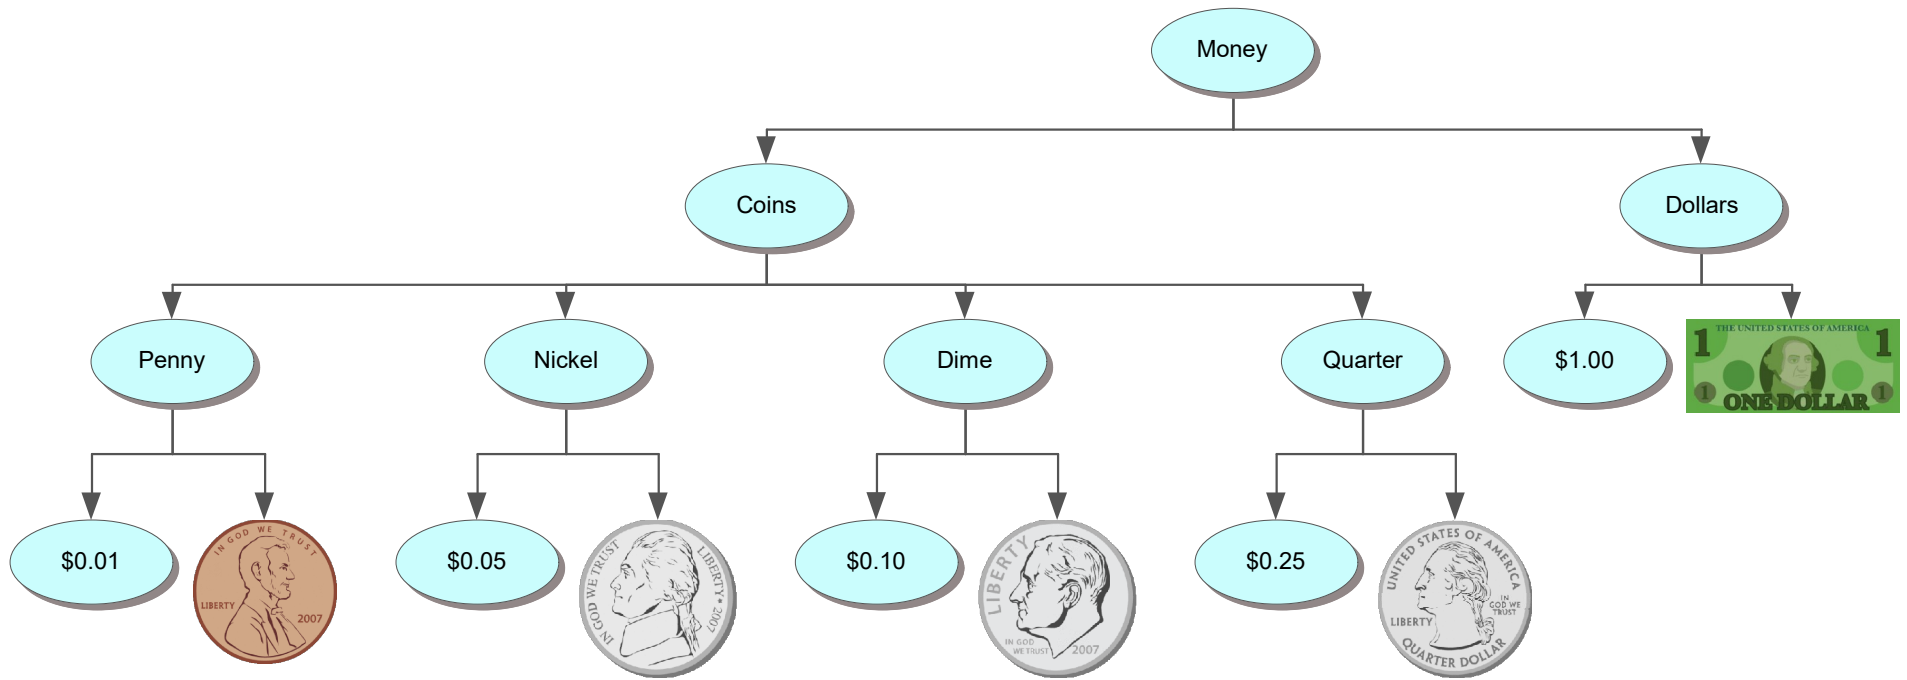 Money
Coins
Dollars
Penny
Nickel
Dime
Quarter
$1.00
THE UNITED STATES OF AMERICA
1 1
1 1
ONE DOLLAR
$0.01
IN GOD WE TRUST
LIBERTY
2007
$0.05
IN GOD WE TRUST
LIBERTY* 2007
$0.10
LIBERTY
IN GOD
WE TRUST
2007
$0.25
UNITED STATES OF AMERICA
IN
GOD WE
TRUST
LIBERTY
QUARTER DOLLAR